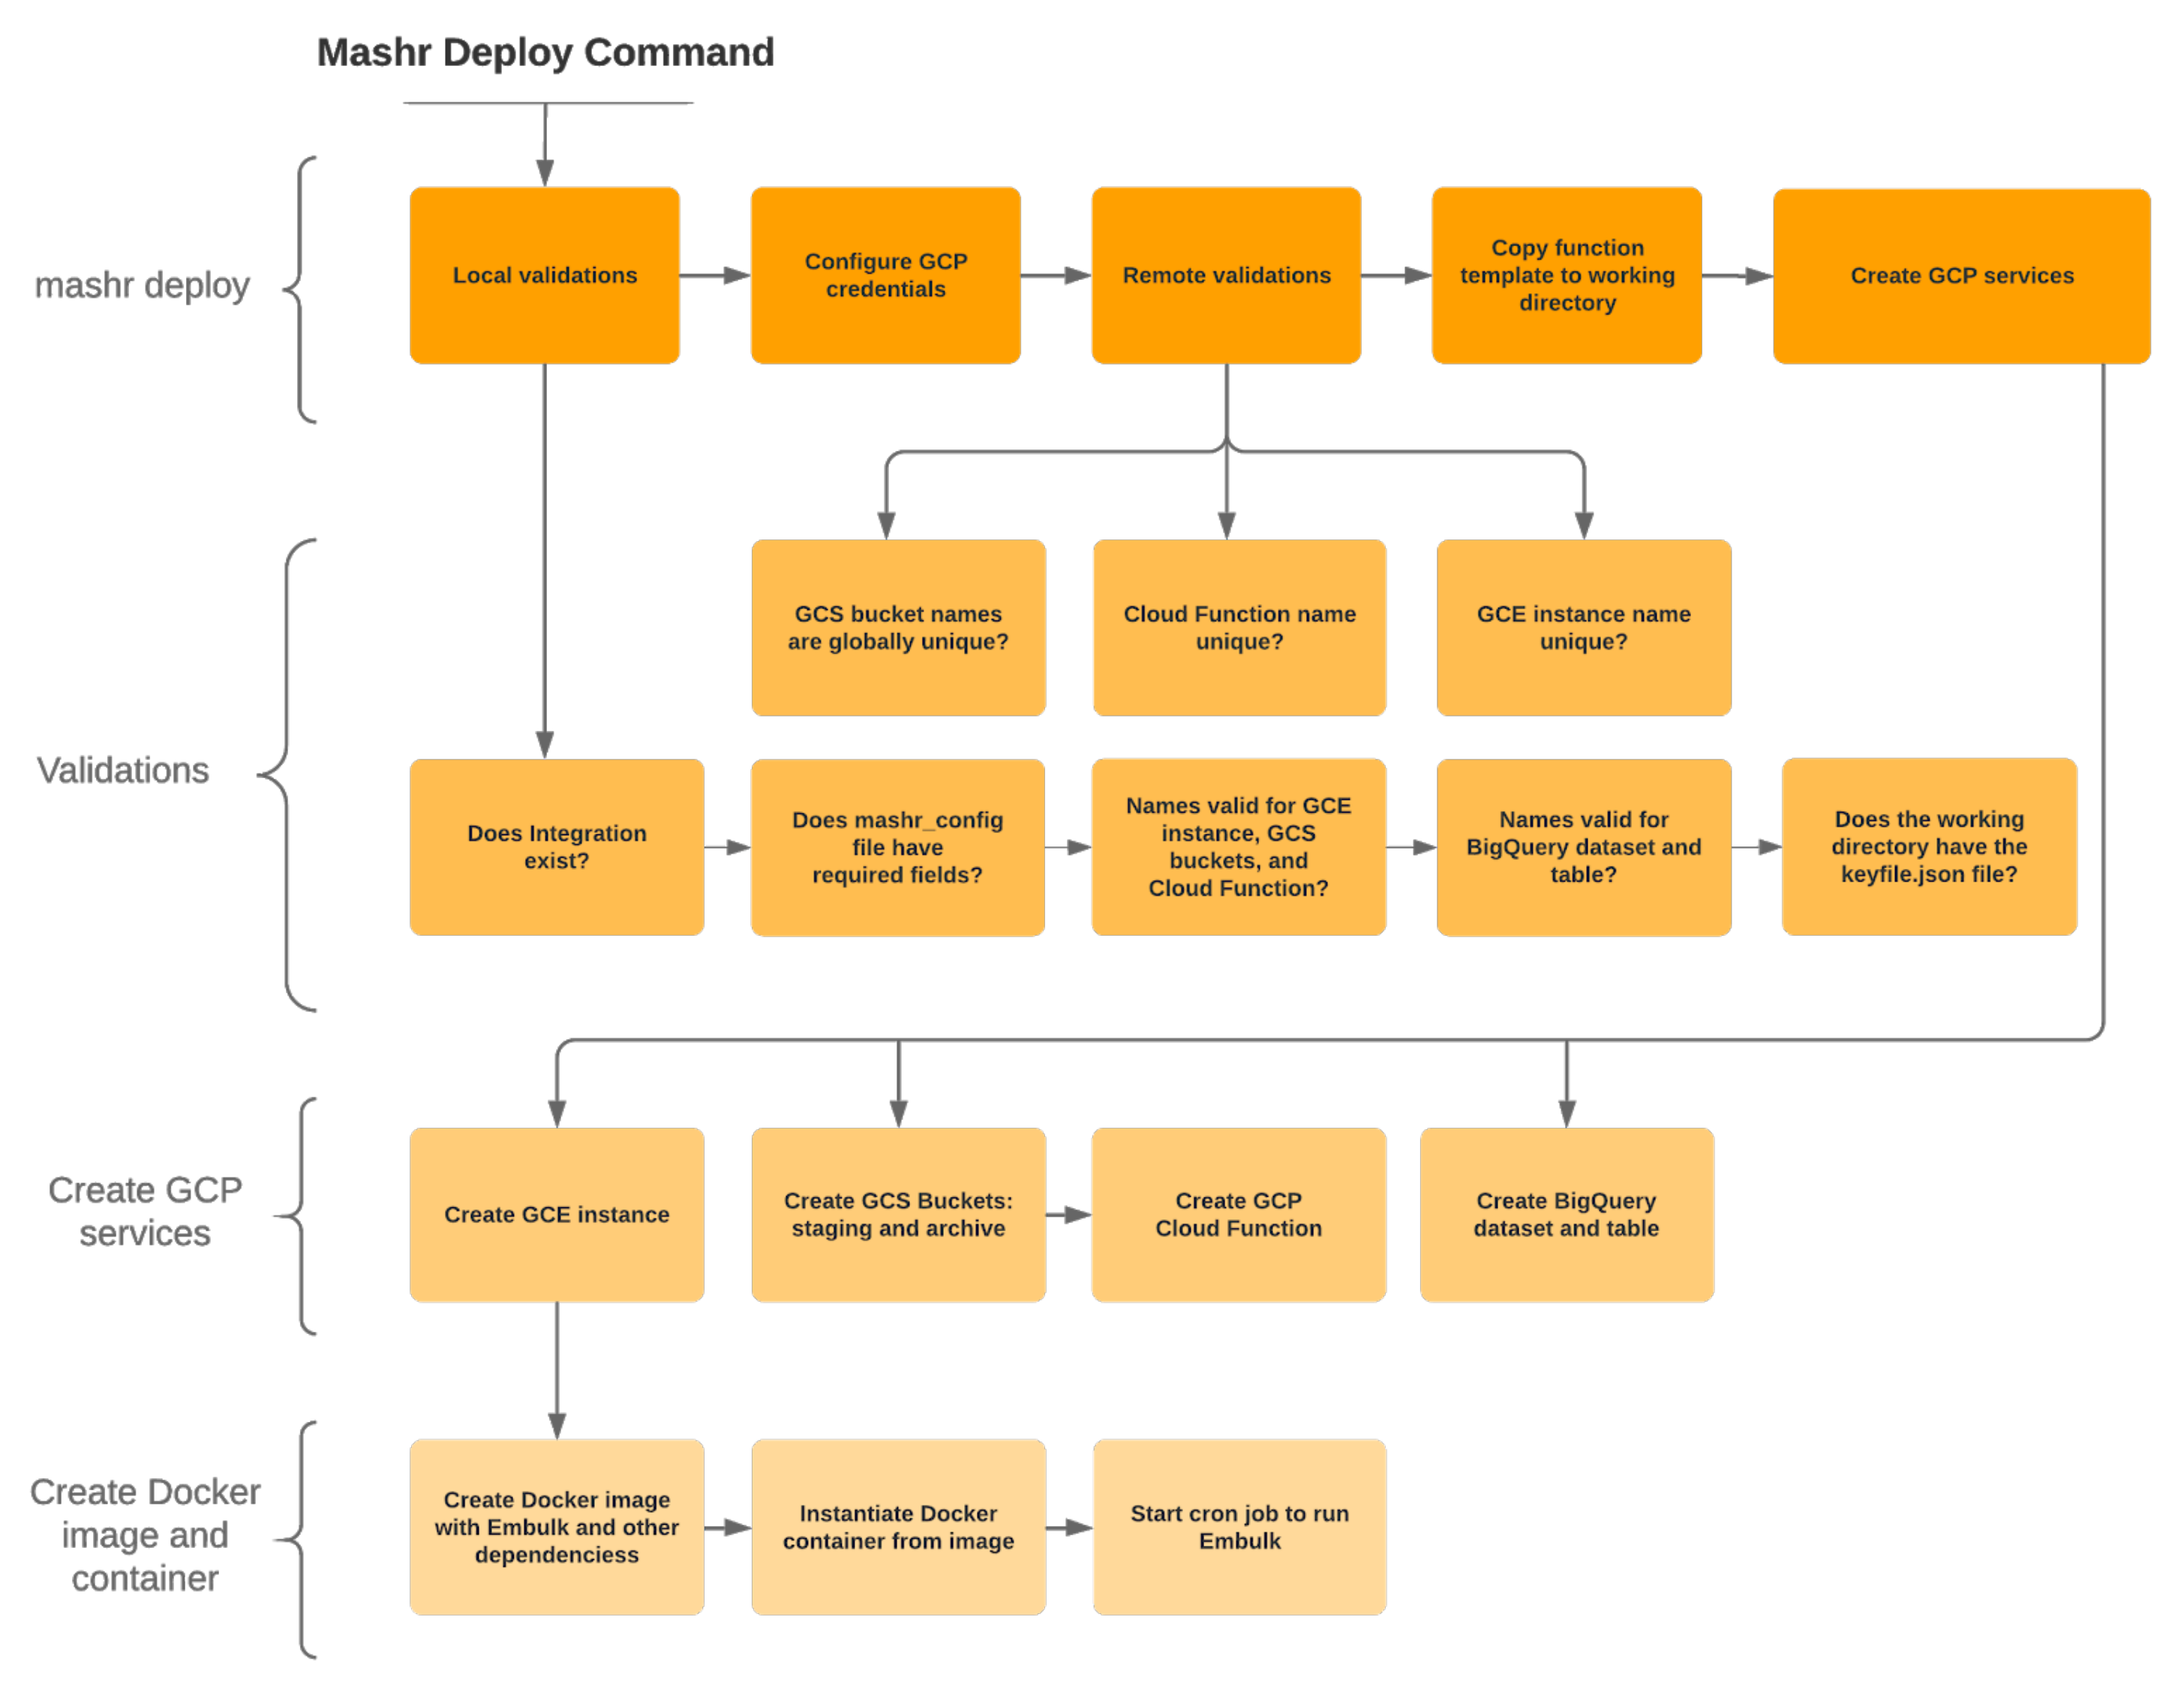 Mashr Deploy Command
mashr deploy
Local validations
Configure GCP
credentials
Remote validations
Copy function
template to working
directory
Create GCP services
Validations
GCS bucket names
are globally unique?
Cloud Function name
unique?
GCE instance name
unique?
Does Integration
exist?
Does mashr_config
file have
required fields?
Names valid for GCE
instance, GCS
buckets, and
Cloud Function?
Names valid for
BigQuery dataset and
table?
Does the working
directory have the
keyfile.json file?
Create GCP
services
Create GCE instance
Create GCS Buckets:
staging and archive
Create GCP
Cloud Function
Create BigQuery
dataset and table
Create Docker
image and
container
Create Docker image
with Embulk and other
dependenciess
Instantiate Docker
container from image
Start cron job to run
Embulk